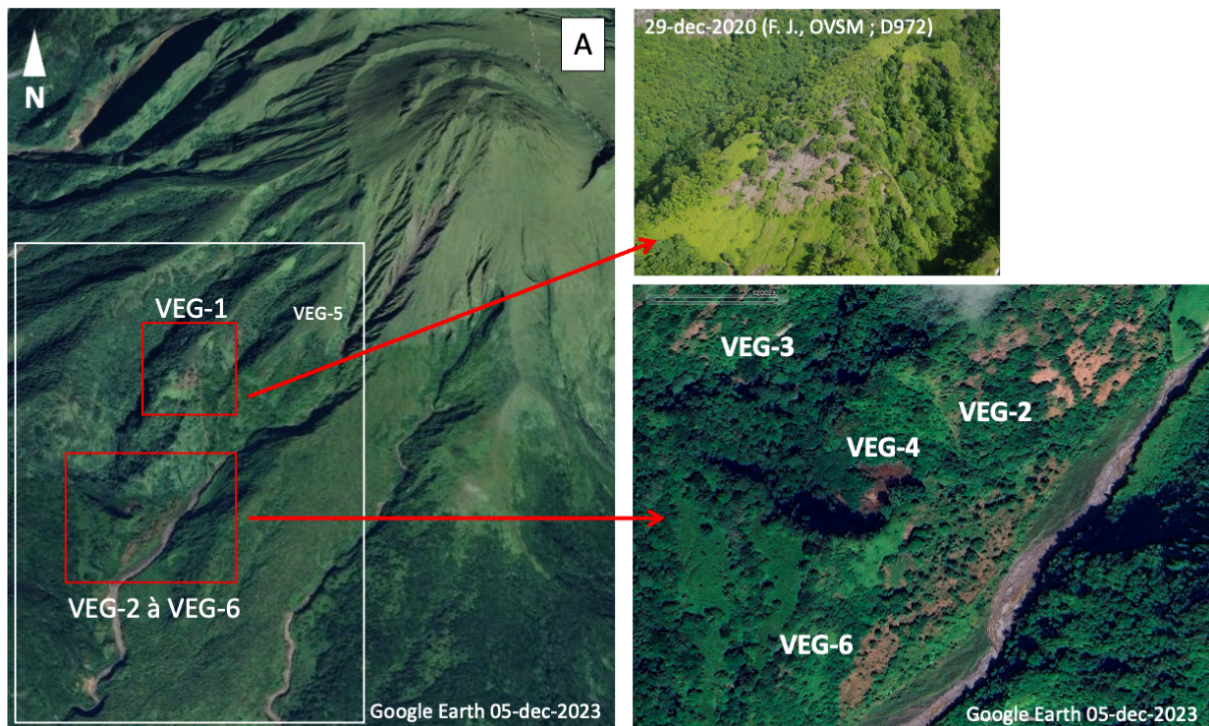 A
N
VEG-1
VEG-5
VEG-2 à VEG-6
Google Earth 05-dec-2023
29-dec-2020 (F. J., OVSM ; D972)
VEG-3
VEG-2
VEG-4
VEG-6
Google Earth 05-dec-2023